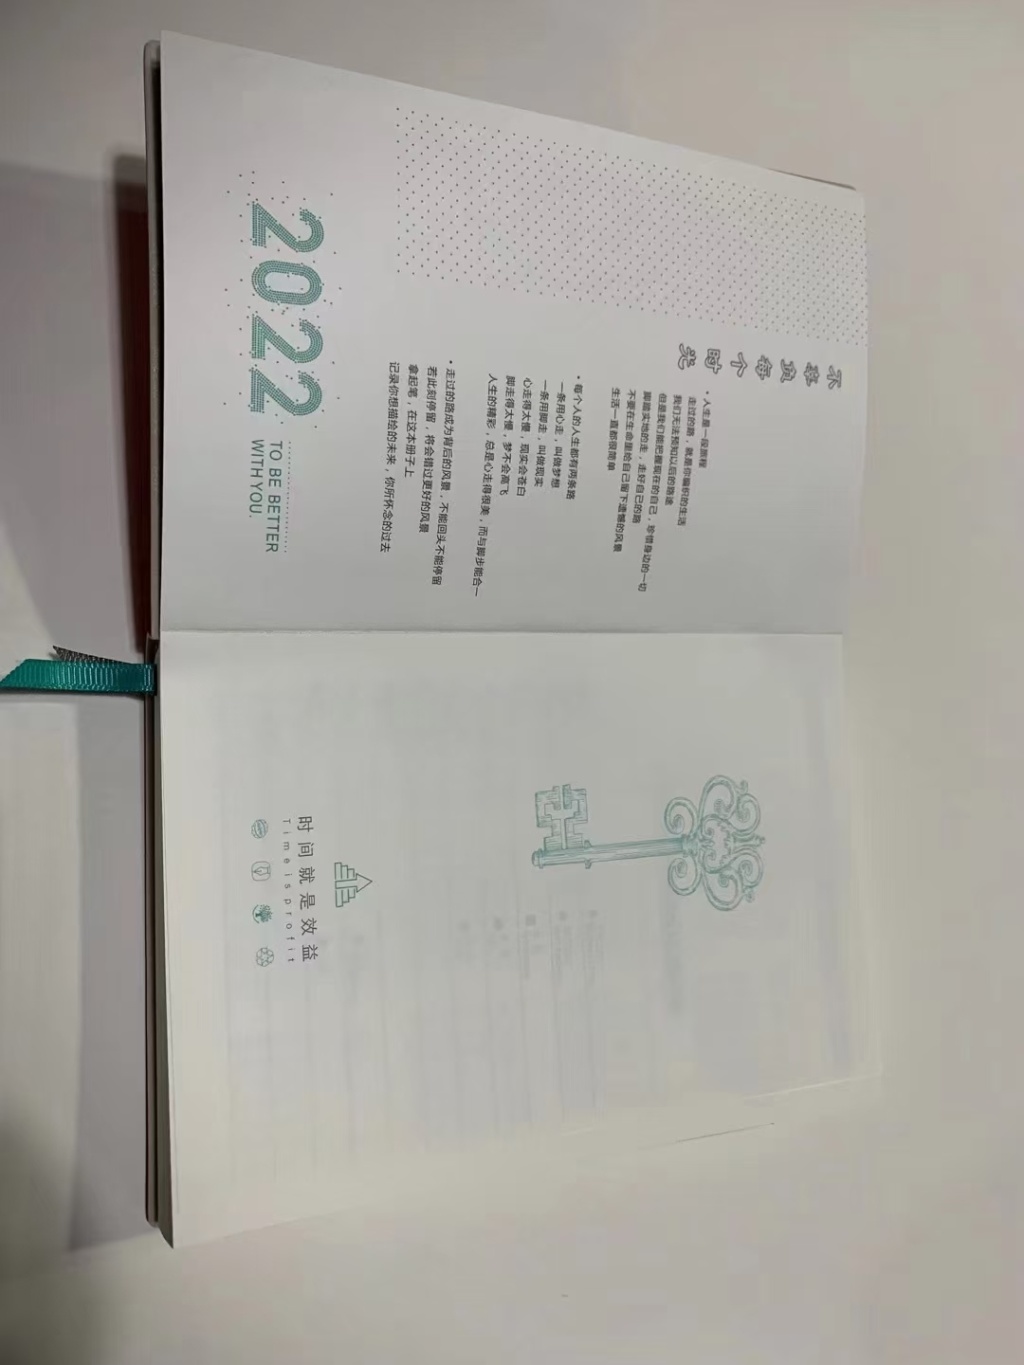 不辜负每个时光
• 人生是一段旅程
走过的路，就是你编织的生活
我们无法预知以后的路途
但是我们能把握现在的自己，珍惜身边的一切
脚踏实地的走，走好自己的路
不要在生命里给自己留下遗憾的风景
生活一直都很简单
• 每个人的人生都有两条路
一条用心走，叫做梦想
一条用脚走，叫做现实
心走得太慢，现实会苍白
脚走得太慢，梦不会高飞
人生的精彩，总是心走得很美，而与脚步能合一
• 走过的路成为背后的风景，不能回头不能停留
若此刻停留，将会错过更好的风景
拿起笔，在这本册子上
记录你想描绘的未来，你所怀念的过去
2022
TO BE BETTER
WITH YOU.
时间就是效益
Time is profit